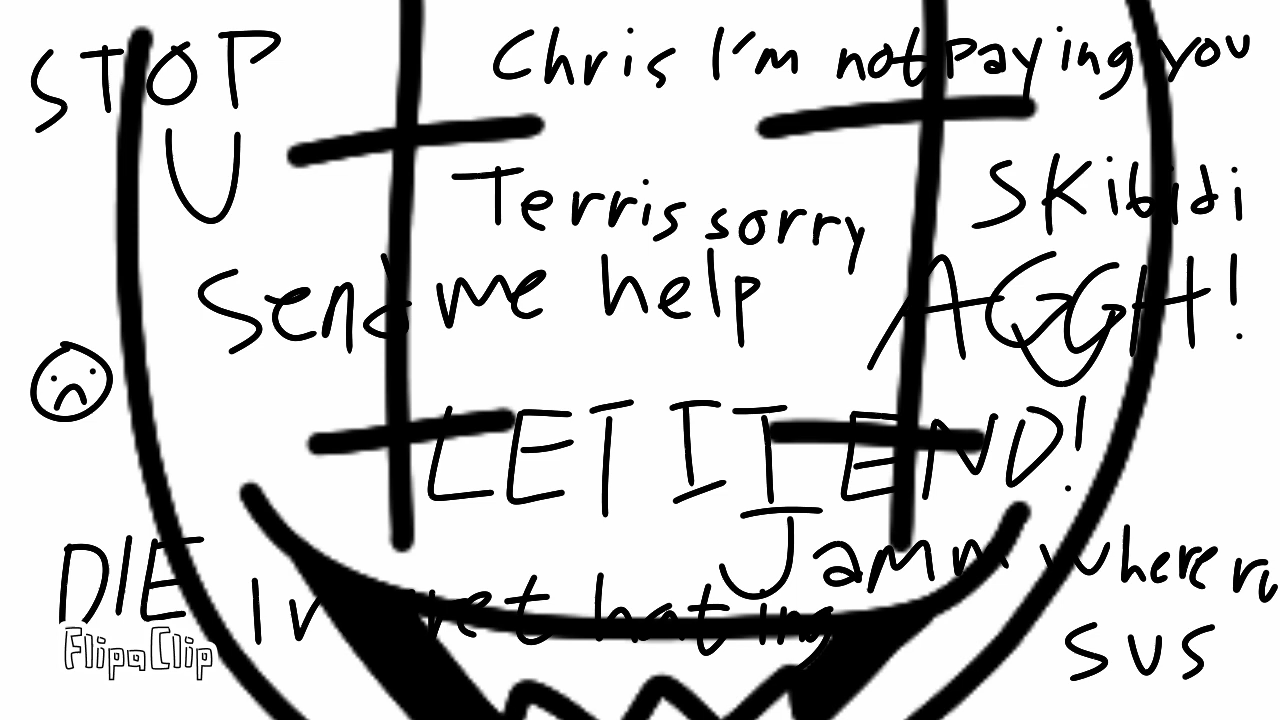 STOP
Chris I'm not paying you
U
Terris sorry
Skibidi
Send me help
AGGH!
LET IT END!
DIE
Jamm where r u
hating
sus
FlipaClip